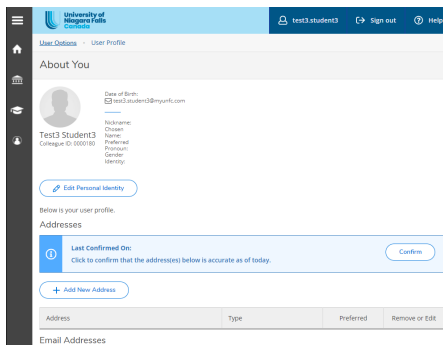 University of
Niagara Falls
Canada
test3.student3
Sign out
Help
User Options
User Profile
About You
Date of Birth:
test3.student3@myunfc.com
Nickname:
Chosen
Name:
Preferred
Pronoun:
Gender
Identity:
Test3 Student3
Colleague ID: 0000180
Edit Personal Identity
Below is your user profile.
Addresses
Last Confirmed On:
Click to confirm that the address(es) below is accurate as of today.
Confirm
+ Add New Address
Address Type Preferred Remove or Edit
Email Addresses